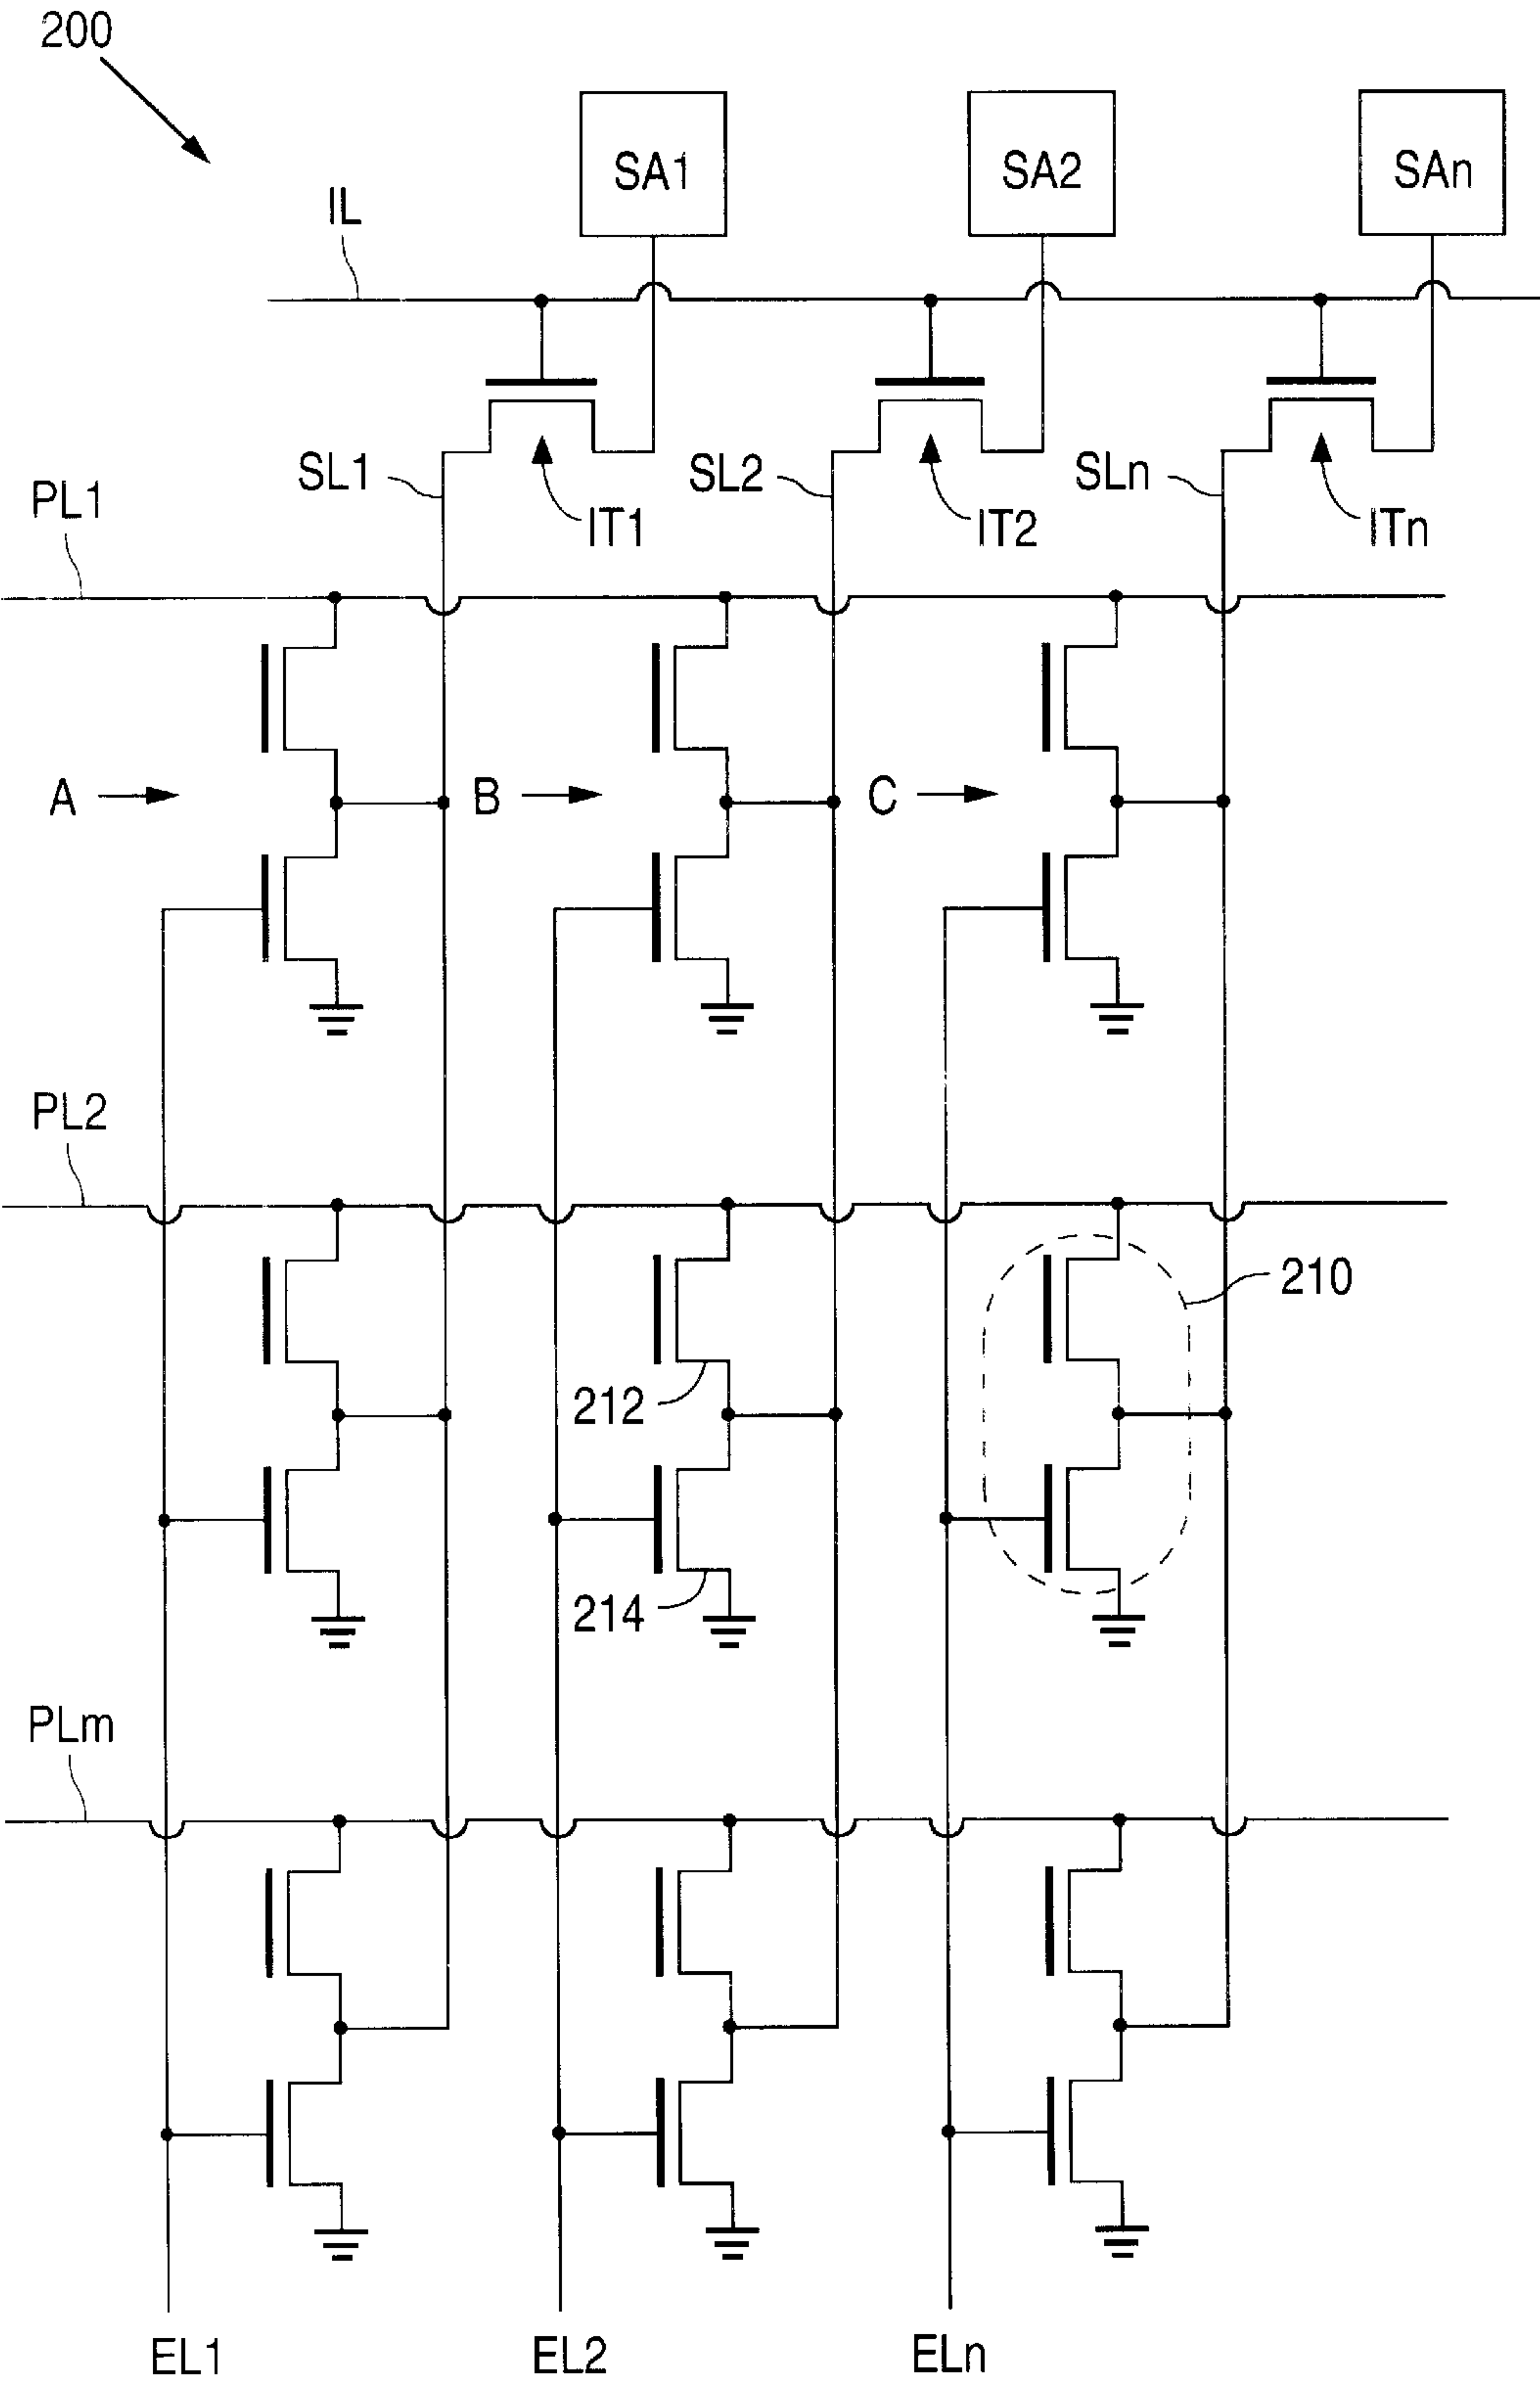 200
SA1
SA2
SAn
IL
SL1
SL2
SLn
PL1
IT1
IT2
ITn
A
B
C
PL2
210
212
214
PLm
EL1
EL2
ELn